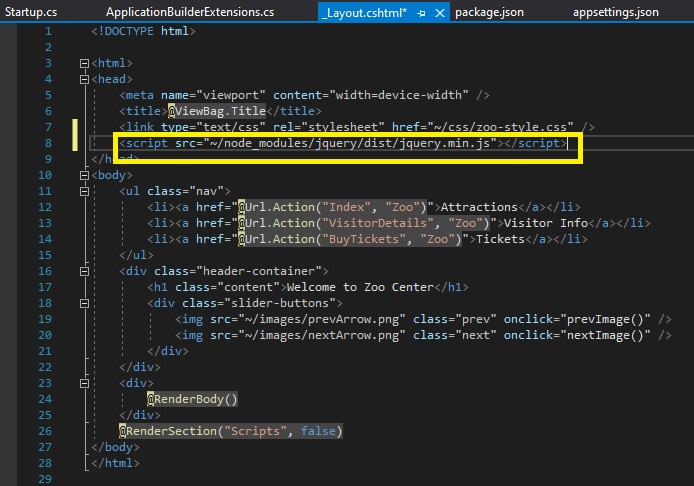 Startup.cs ApplicationBuilderExtensions.cs _Layout.cshtml* package.json appsettings.json
1 <!DOCTYPE html>
2
3 <html>
4 <head>
5 <meta name="viewport" content="width=device-width" />
6 <title>@ViewBag.Title</title>
7 <link type="text/css" rel="stylesheet" href="~/css/zoo-style.css" />
8 <script src="~/node_modules/jquery/dist/jquery.min.js"></script>
9 </head>
10 <body>
11 <ul class="nav">
12 <li><a href="@Url.Action("Index", "Zoo")">Attractions</a></li>
13 <li><a href="@Url.Action("VisitorDetails", "Zoo")">Visitor Info</a></li>
14 <li><a href="@Url.Action("BuyTickets", "Zoo")">Tickets</a></li>
15 </ul>
16 <div class="header-container">
17 <h1 class="content">Welcome to Zoo Center</h1>
18 <div class="slider-buttons">
19 <img src="~/images/prevArrow.png" class="prev" onclick="prevImage()" />
20 <img src="~/images/nextArrow.png" class="next" onclick="nextImage()" />
21 </div>
22 </div>
23 <div>
24 @RenderBody()
25 </div>
26 @RenderSection("Scripts", false)
27 </body>
28 </html>
29